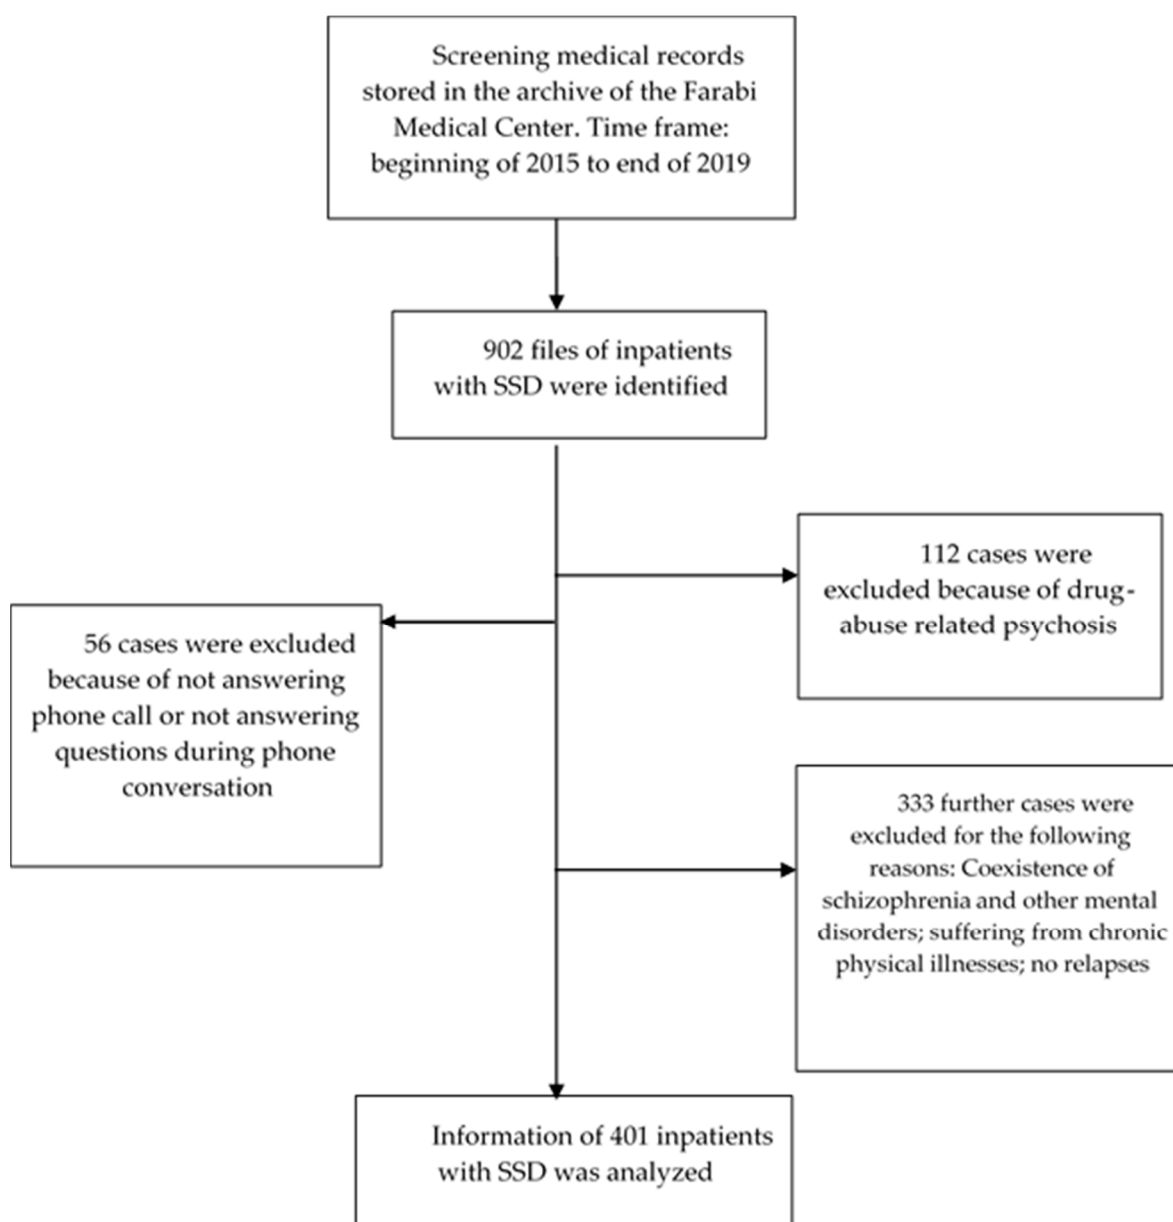 Screening medical records
stored in the archive of the Farabi
Medical Center. Time frame:
beginning of 2015 to end of 2019
902 files of inpatients
with SSD were identified
112 cases were
excluded because of drug-
abuse related psychosis
56 cases were excluded
because of not answering
phone call or not answering
questions during phone
conversation
333 further cases were
excluded for the following
reasons: Coexistence of
schizophrenia and other mental
disorders; suffering from chronic
physical illnesses; no relapses
Information of 401 inpatients
with SSD was analyzed